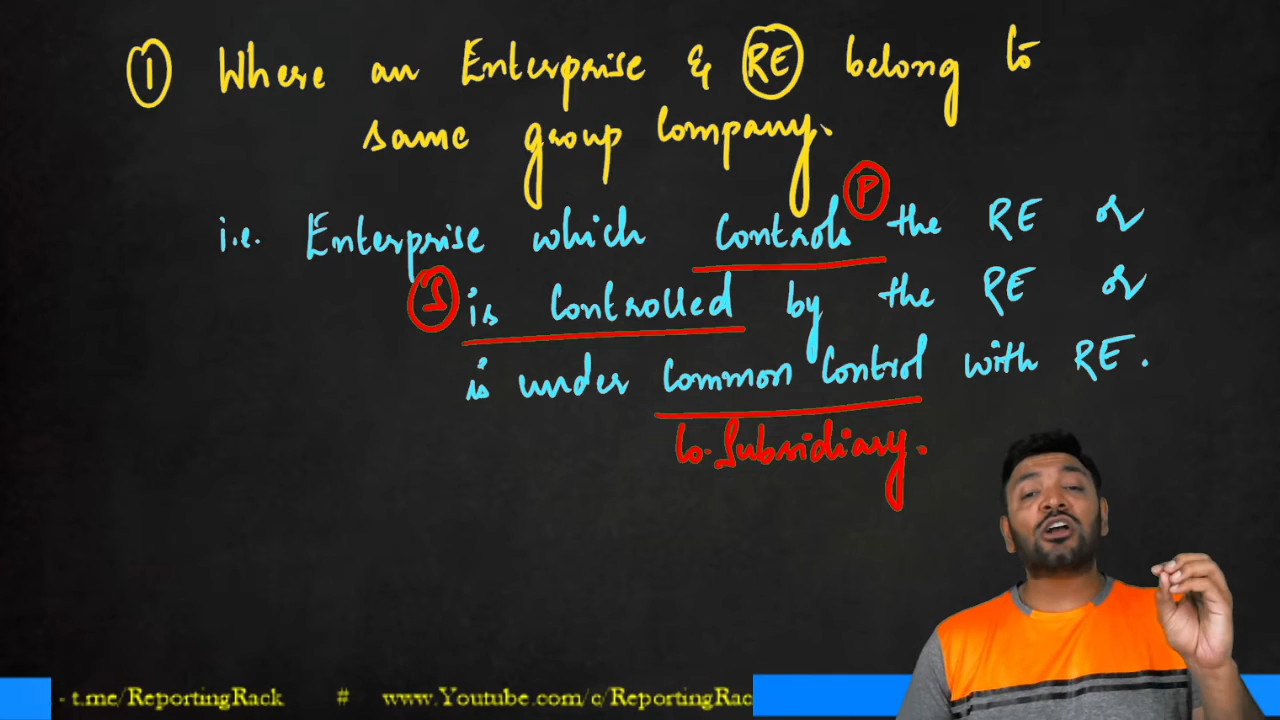 ① Where an Enterprise & RE belong to
same group Company.
i.e. Enterprise which Controls Ⓟ the RE or
Ⓢ is Controlled by the RE or
is under Common Control with RE.
Co-Subsidiary.
- t.me/ReportingRack # www.Youtube.com/c/ReportingRac